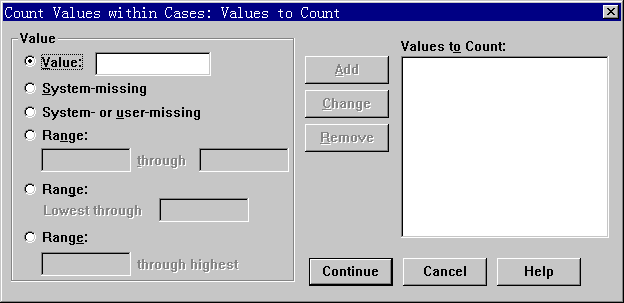 Count Values within Cases: Values to Count
Value
Value:
System-missing
System- or user-missing
Range:
through
Range:
Lowest through
Range:
through highest
Add
Change
Remove
Values to Count:
Continue
Cancel
Help